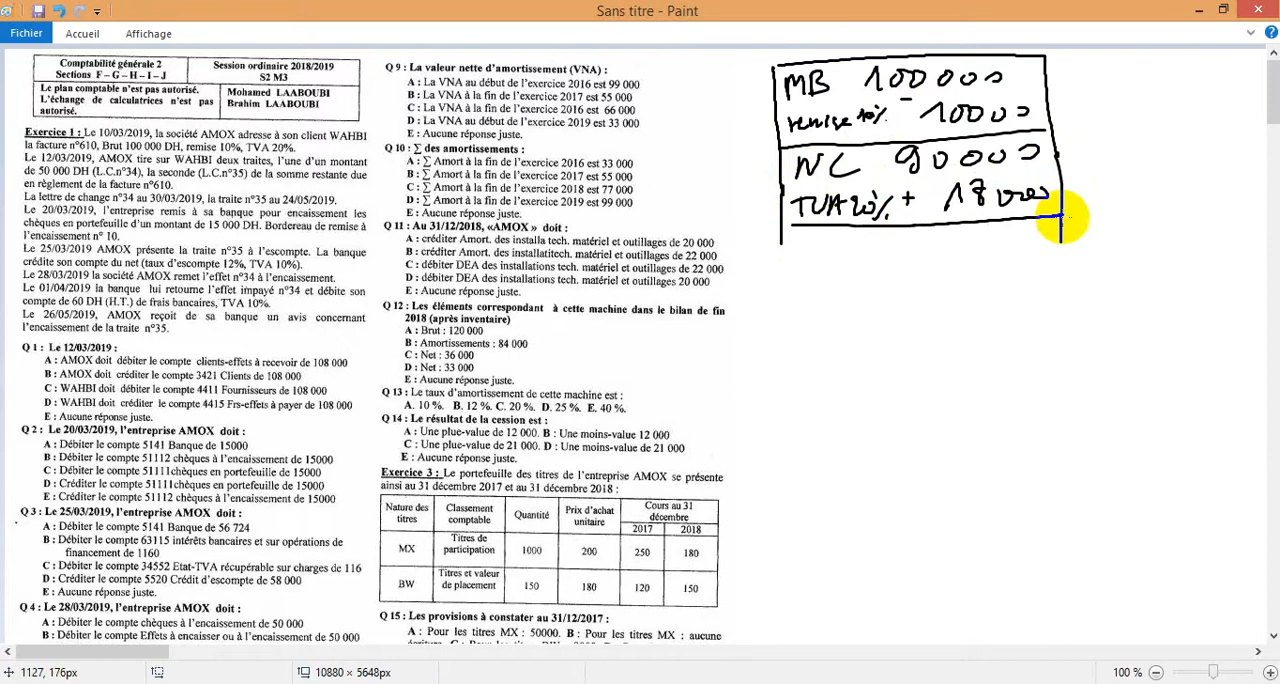 Sans titre - Paint
Fichier Accueil Affichage
Comptabilité générale 2
Sections F – G – H – I – J
Session ordinaire 2018/2019
S2 M3
Le plan comptable n'est pas autorisé.
L'échange de calculatrices n'est pas
autorisé.
Mohamed LAABOUBI
Brahim LAABOUBI
Exercice 1 : Le 10/03/2019, la société AMOX adresse à son client WAHBI
la facture n°610, Brut 100 000 DH, remise 10%, TVA 20%.
Le 12/03/2019, AMOX tire sur WAHBI deux traites, l'une d'un montant
de 50 000 DH (L.C.n°34), la seconde (L.C.n°35) de la somme restante due
en règlement de la facture n°610.
La lettre de change n°34 au 30/03/2019, la traite n°35 au 24/05/2019.
Le 20/03/2019, l'entreprise remis à sa banque pour encaissement
les chèques en portefeuille d'un montant de 15 000 DH. Bordereau de remise à
l'encaissement n° 10.
Le 25/03/2019 AMOX présente la traite n°35 à l'escompte. La banque
crédite son compte du net (taux d'escompte 12%, TVA 10%).
Le 28/03/2019 la société AMOX remet l'effet n°34 à l'encaissement.
Le 01/04/2019 la banque lui retourne l'effet impayé n°34 et débite son
compte de 60 DH (H.T.) de frais bancaires, TVA 10%.
Le 26/05/2019, AMOX reçoit de sa banque un avis concernant
l'encaissement de la traite n°35.
Q 1 : Le 12/03/2019 :
A : AMOX doit débiter le compte clients-effets à recevoir de 108 000
B : AMOX doit créditer le compte 3421 Clients de 108 000
C : WAHBI doit débiter le compte 4411 Fournisseurs de 108 000
D : WAHBI doit créditer le compte 4415 Frs-effets à payer de 108 000
E : Aucune réponse juste.
Q 2 : Le 20/03/2019, l'entreprise AMOX doit :
A : Débiter le compte 5141 Banque de 15000
B : Débiter le compte 51112 chèques à l'encaissement de 15000
C : Débiter le compte 51111chèques en portefeuille de 15000
D : Créditer le compte 51111chèques en portefeuille de 15000
E : Créditer le compte 51112 chèques à l'encaissement de 15000
Q 3 : Le 25/03/2019, l'entreprise AMOX doit :
A : Débiter le compte 5141 Banque de 56 724
B : Débiter le compte 63115 intérêts bancaires et sur opérations de
financement de 1160
C : Débiter le compte 34552 Etat-TVA récupérable sur charges de 116
D : Créditer le compte 5520 Crédit d'escompte de 58 000
E : Aucune réponse juste.
Q 4 : Le 28/03/2019, l'entreprise AMOX doit :
A : Débiter le compte chèques à l'encaissement de 50 000
B : Débiter le compte Effets à encaisser ou à l'encaissement de 50 000
Q 9 : La valeur nette d'amortissement (VNA) :
A : La VNA au début de l'exercice 2016 est 99 000
B : La VNA à la fin de l'exercice 2017 est 55 000
C : La VNA à la fin de l'exercice 2016 est 66 000
D : La VNA au début de l'exercice 2019 est 33 000
E : Aucune réponse juste.
Q 10 : ∑ des amortissements :
A : ∑ Amort à la fin de l'exercice 2016 est 33 000
B : ∑ Amort à la fin de l'exercice 2017 est 55 000
C : ∑ Amort à la fin de l'exercice 2018 est 77 000
D : ∑ Amort à la fin de l'exercice 2019 est 99 000
E : Aucune réponse juste.
Q 11 : Au 31/12/2018, «AMOX » doit :
A : créditer Amort. des installa tech. matériel et outillages de 20 000
B : créditer Amort. des installatitech. matériel et outillages de 22 000
C : débiter DEA des installations tech. matériel et outillages de 22 000
D : débiter DEA des installations tech. matériel et outillages 20 000
E : Aucune réponse juste.
Q 12 : Les éléments correspondant à cette machine dans le bilan de fin
2018 (après inventaire)
A : Brut : 120 000
B : Amortissements : 84 000
C : Net : 36 000
D : Net : 33 000
E : Aucune réponse juste.
Q 13 : Le taux d'amortissement de cette machine est :
A. 10 %. B. 12 %. C. 20 %. D. 25 %. E. 40 %.
Q 14 : Le résultat de la cession est :
A : Une plue-value de 12 000. B : Une moins-value 12 000
C : Une plue-value de 21 000. D : Une moins-value de 21 000
E : Aucune réponse juste.
Exercice 3 : Le portefeuille des titres de l'entreprise AMOX se présente
ainsi au 31 décembre 2017 et au 31 décembre 2018 :
Nature des titres Classement comptable Quantité Prix d'achat unitaire Cours au 31 décembre
2017 2018
MX Titres de participation 1000 200 250 180
BW Titres et valeur de placement 150 180 120 150
Q 15 : Les provisions à constater au 31/12/2017 :
A : Pour les titres MX : 50000. B : Pour les titres MX : aucune
MB 100 000
remise 10% - 10000
NC 90000
TVA 20% + 18 000
1127, 176px
10880 × 5648px
100 %